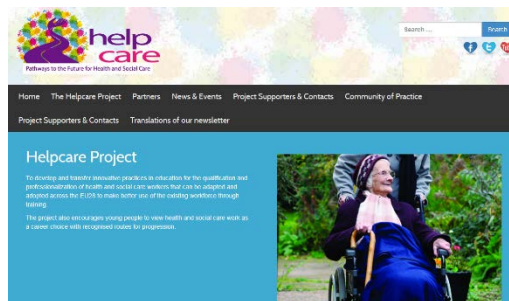 help
care
Pathways to the Future for Health and Social Care
Search ...
Search
Home The Helpcare Project Partners News & Events Project Supporters & Contacts Community of Practice
Project Supporters & Contacts Translations of our newsletter
Helpcare Project
To develop and transfer innovative practices in education for the qualification and
professionalization of health and social care workers that can be adapted and
adopted across the EU28 to make better use of the existing workforce through
training.
The project also encourages young people to view health and social care work as
a career choice with recognised routes for progression.